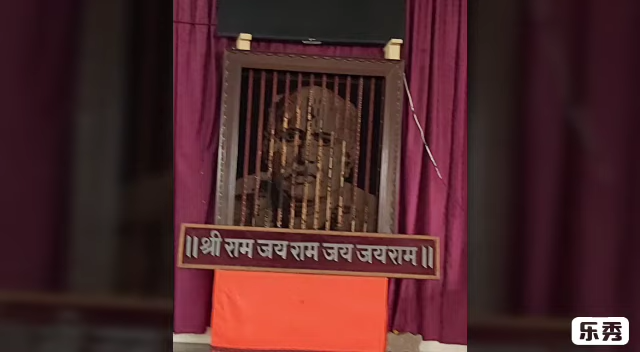 ॥ श्री राम जय राम जय जयराम ॥
乐秀